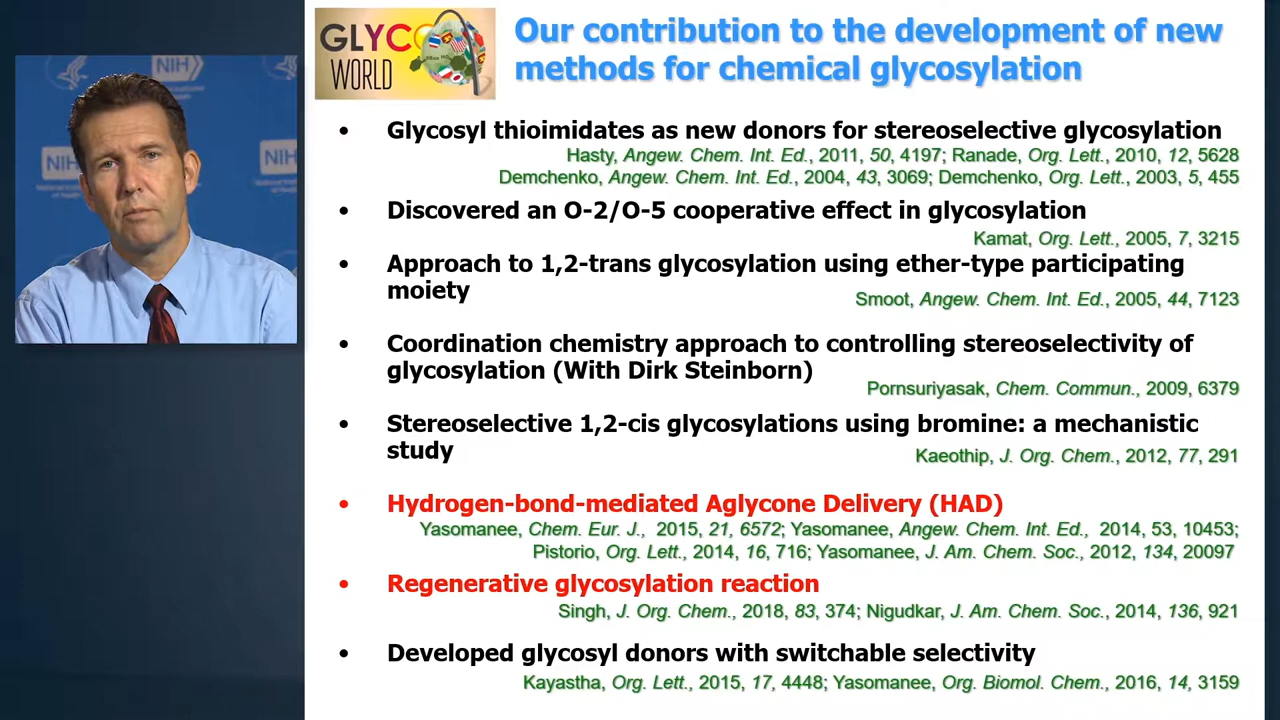 NIH
NIH
NIH
GLYCO
WORLD
Our contribution to the development of new
methods for chemical glycosylation
• Glycosyl thioimidates as new donors for stereoselective glycosylation
Hasty, Angew. Chem. Int. Ed., 2011, 50, 4197; Ranade, Org. Lett., 2010, 12, 5628
Demchenko, Angew. Chem. Int. Ed., 2004, 43, 3069; Demchenko, Org. Lett., 2003, 5, 455
• Discovered an O-2/O-5 cooperative effect in glycosylation
Kamat, Org. Lett., 2005, 7, 3215
• Approach to 1,2-trans glycosylation using ether-type participating
moiety
Smoot, Angew. Chem. Int. Ed., 2005, 44, 7123
• Coordination chemistry approach to controlling stereoselectivity of
glycosylation (With Dirk Steinborn)
Pornsuriyasak, Chem. Commun., 2009, 6379
• Stereoselective 1,2-cis glycosylations using bromine: a mechanistic
study
Kaeothip, J. Org. Chem., 2012, 77, 291
• Hydrogen-bond-mediated Aglycone Delivery (HAD)
Yasomanee, Chem. Eur. J., 2015, 21, 6572; Yasomanee, Angew. Chem. Int. Ed., 2014, 53, 10453;
Pistorio, Org. Lett., 2014, 16, 716; Yasomanee, J. Am. Chem. Soc., 2012, 134, 20097
• Regenerative glycosylation reaction
Singh, J. Org. Chem., 2018, 83, 374; Nigudkar, J. Am. Chem. Soc., 2014, 136, 921
• Developed glycosyl donors with switchable selectivity
Kayastha, Org. Lett., 2015, 17, 4448; Yasomanee, Org. Biomol. Chem., 2016, 14, 3159